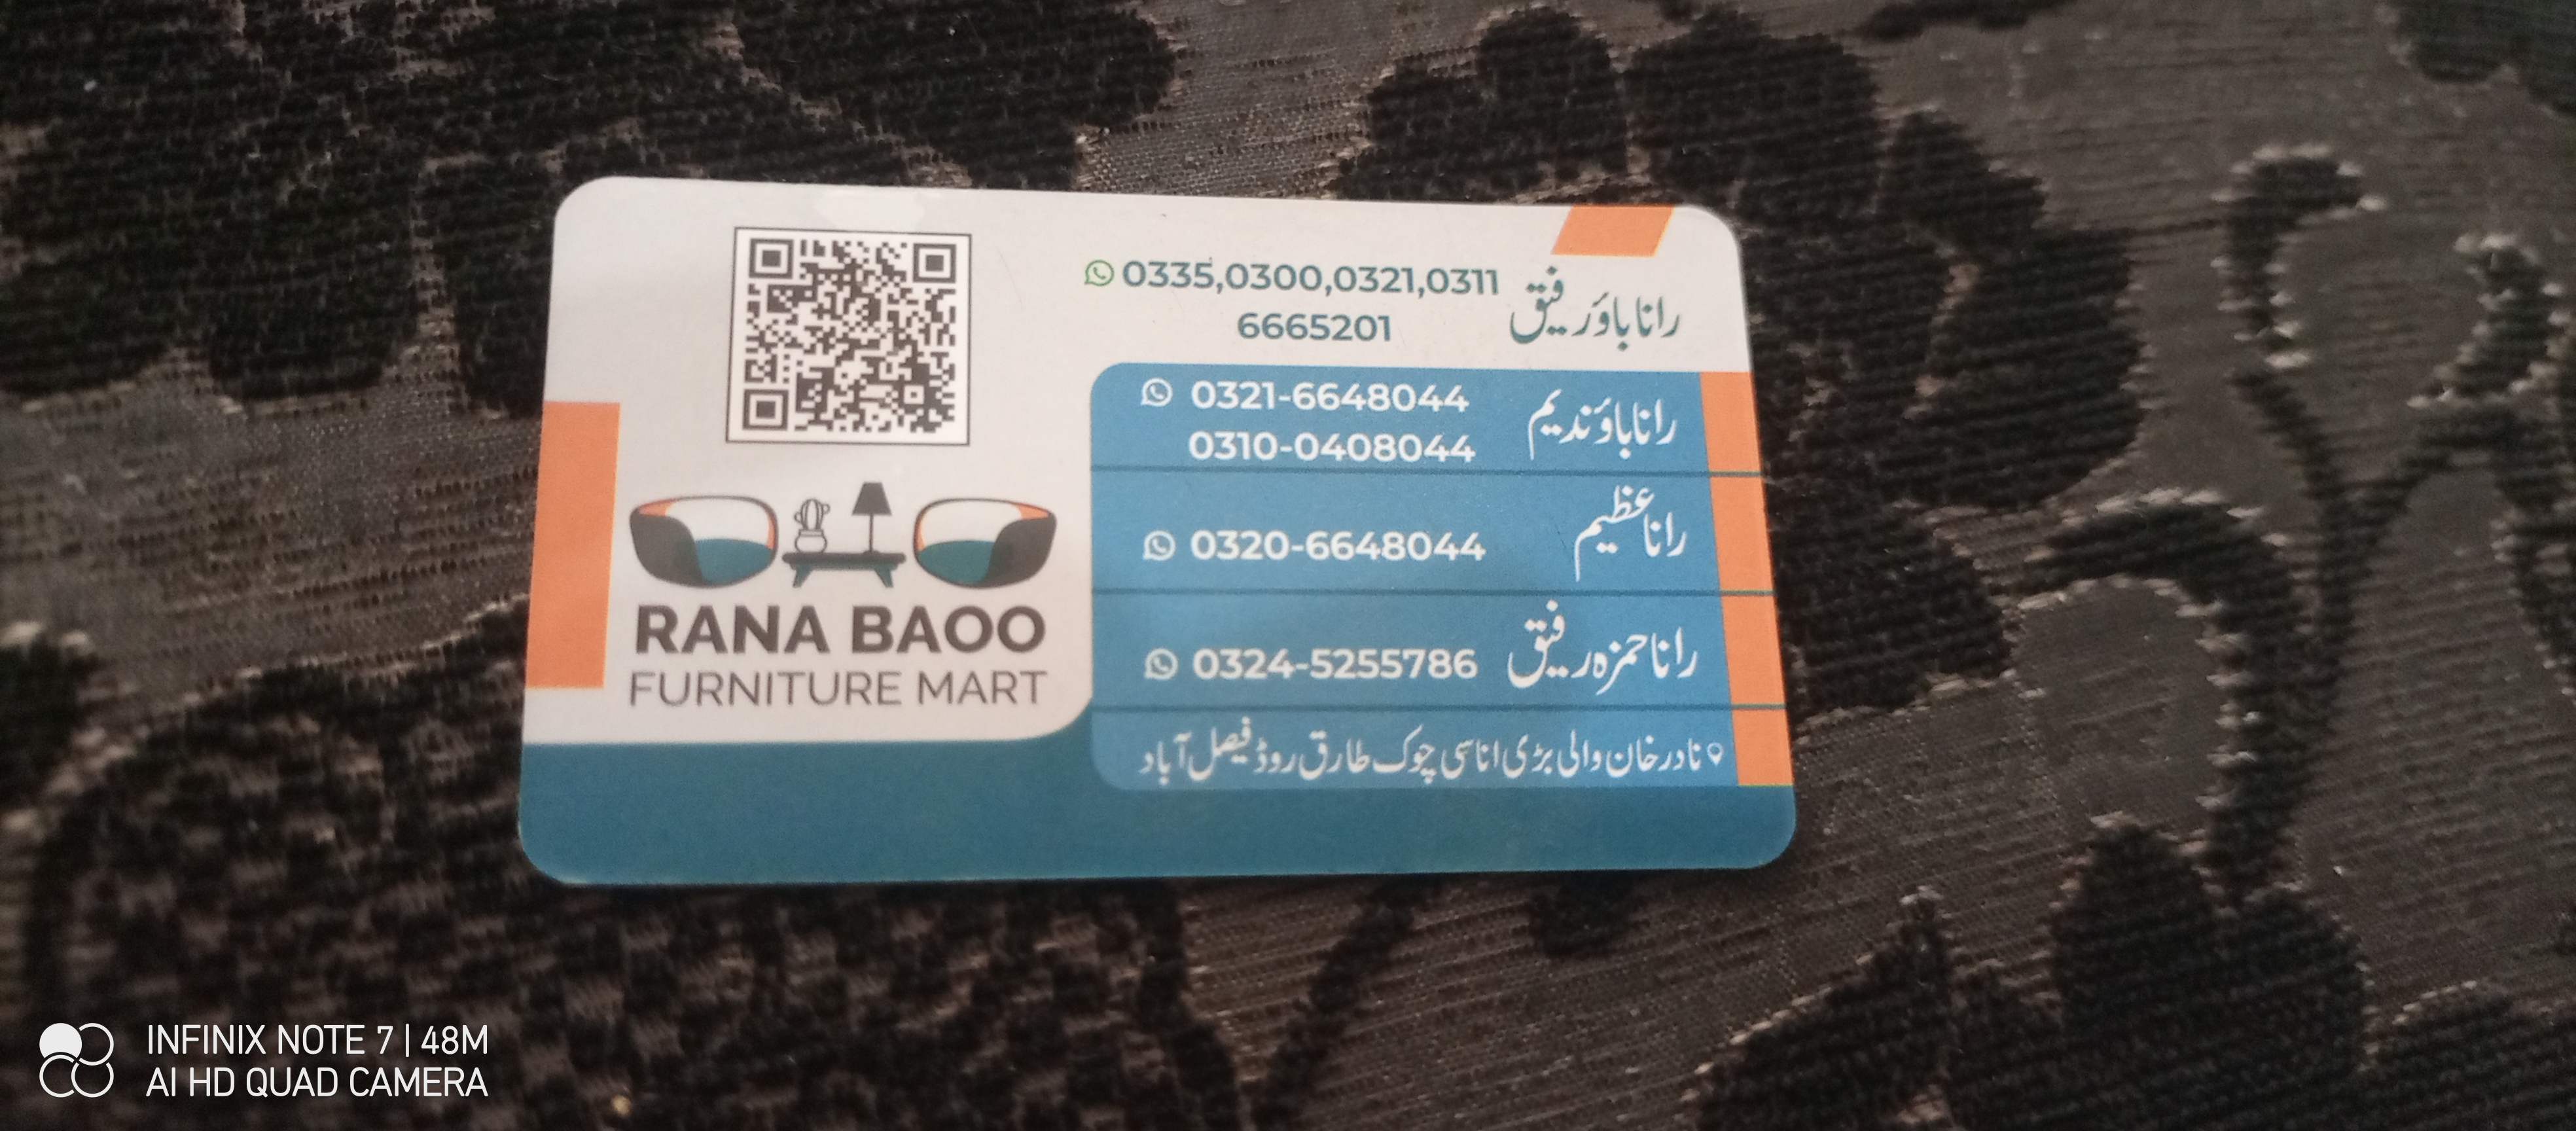 0335,0300,0321,0311
6665201
رانا باؤ رفیق
0321-6648044
0310-0408044
رانا باؤ ندیم
0320-6648044
رانا عظیم
0324-5255786
رانا حمزہ رفیق
نادر خان والی بڑی اناسی چوک طارق روڈ فیصل آباد
RANA BAOO
FURNITURE MART
INFINIX NOTE 7 | 48M
AI HD QUAD CAMERA